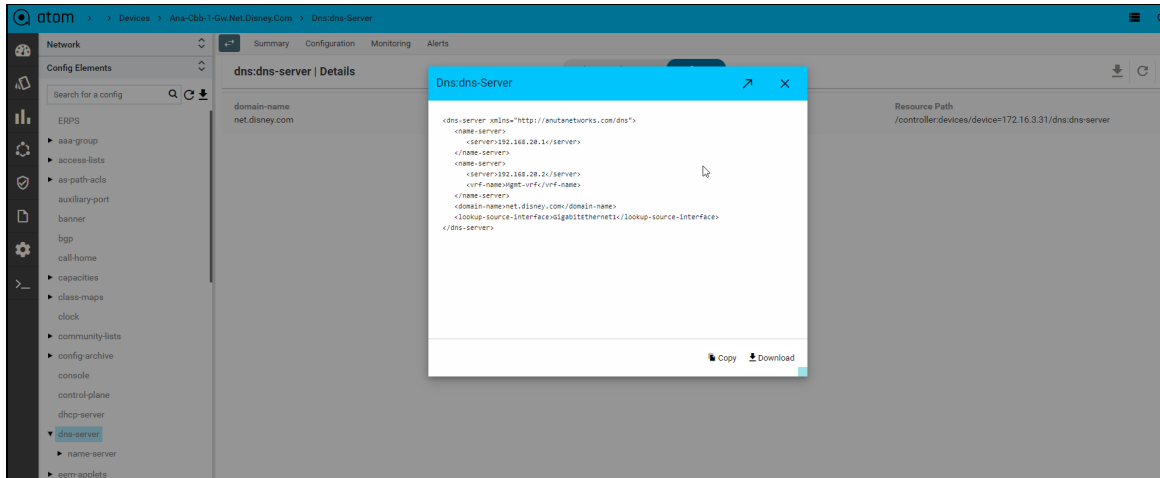 atom > > Devices > Ana-Cbb-1-Gw.Net.Disney.Com > Dns:dns-Server
Network
Config Elements
Search for a config
ERPS
aaa-group
access-lists
as-path-acls
auxiliary-port
banner
bgp
call-home
capacities
class-maps
clock
community-lists
config-archive
console
control-plane
dhcp-server
dns-server
name-server
eem-applets
Summary Configuration Monitoring Alerts
dns:dns-server | Details
domain-name
net.disney.com
Resource Path
/controller:devices/device=172.16.3.31/dns:dns-server
Dns:dns-Server
<dns-server xmlns="http://anutanetworks.com/dns">
<name-server>
<server>192.168.20.1</server>
</name-server>
<name-server>
<server>192.168.20.2</server>
<vrf-name>Mgmt-vrf</vrf-name>
</name-server>
<domain-name>net.disney.com</domain-name>
<lookup-source-interface>GigabitEthernet1</lookup-source-interface>
</dns-server>
Copy Download